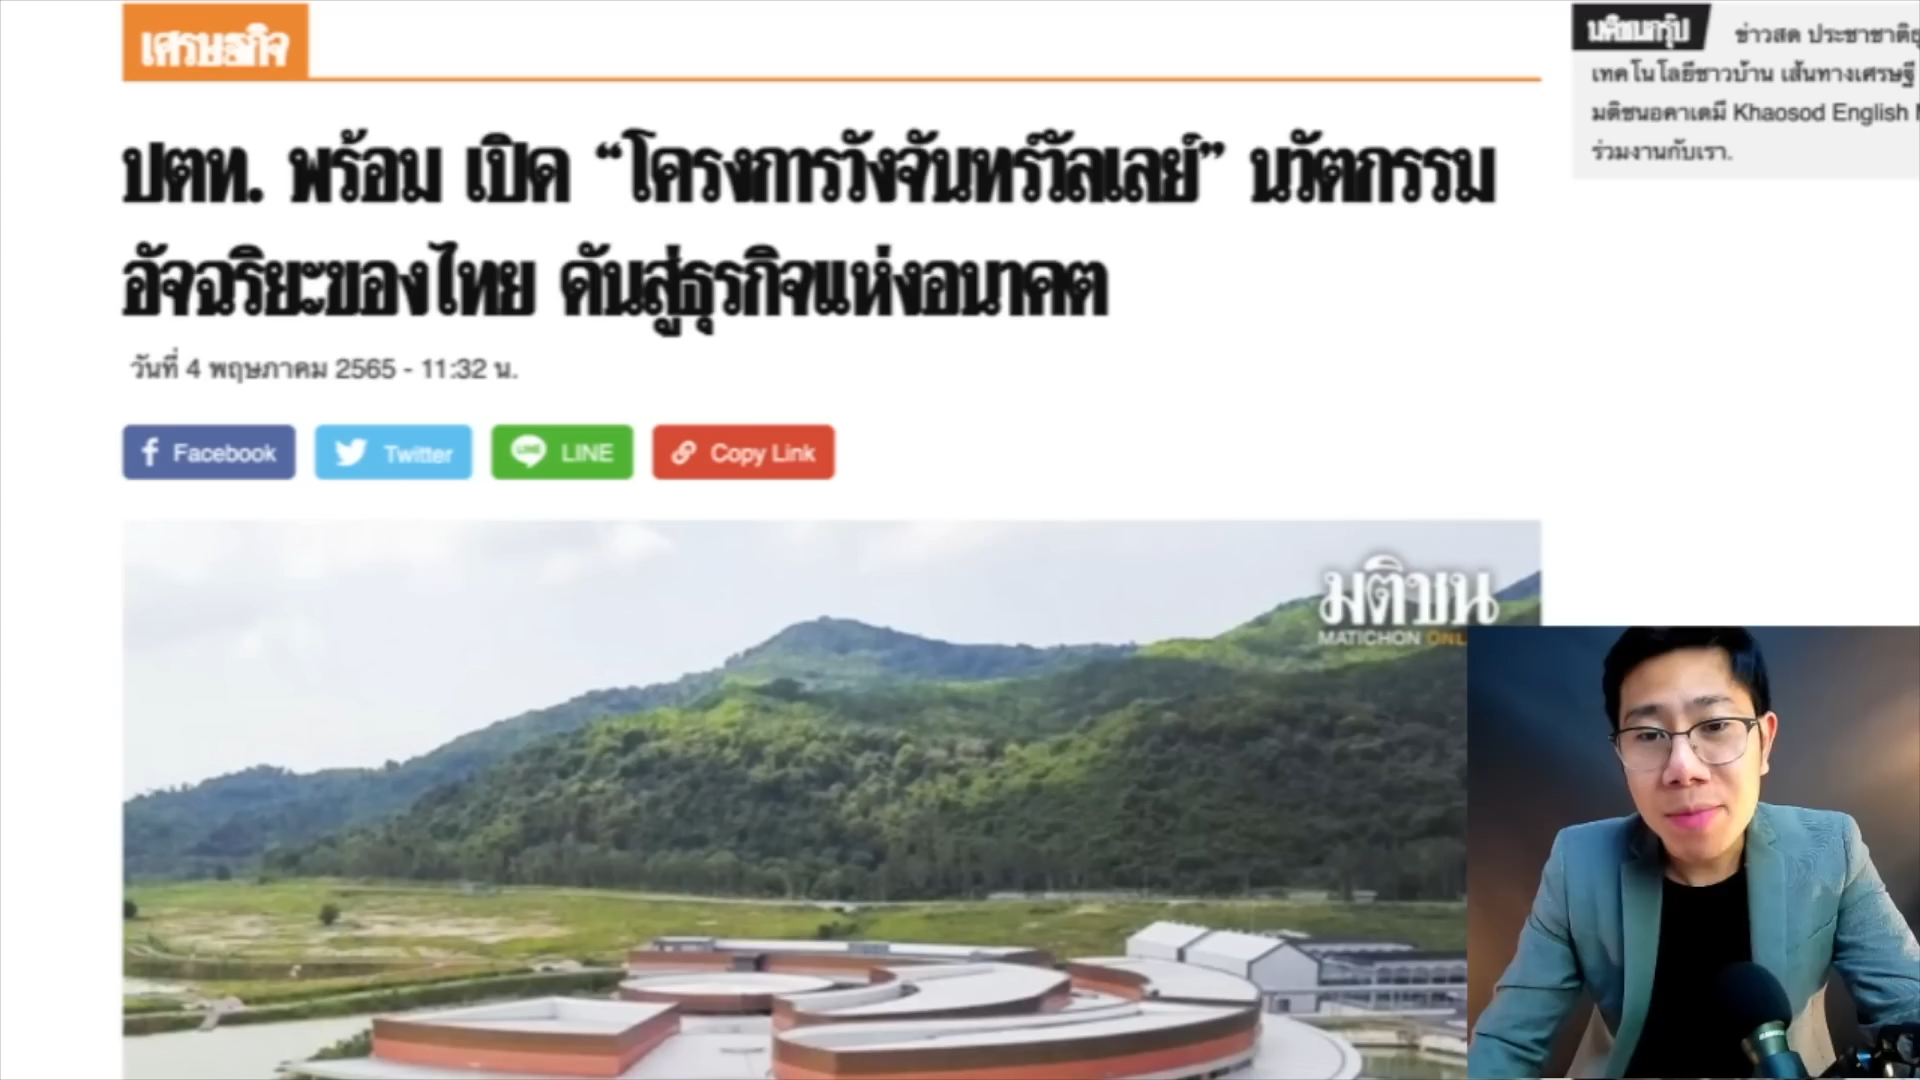 เศรษฐกิจ
ปตท. พร้อม เปิด “โครงการวังจันทร์วัลเลย์” นวัตกรรม
อัจฉริยะของไทย ดันสู่ธุรกิจแห่งอนาคต
วันที่ 4 พฤษภาคม 2565 - 11:32 น.
Facebook
Twitter
LINE
Copy Link
มติชน
MATICHON ONL
มติชนกรุ๊ป
ข่าวสด ประชาชาติธุ
เทคโนโลยีชาวบ้าน เส้นทางเศรษฐี
มติชนอคาเดมี Khaosod English
ร่วมงานกับเรา.